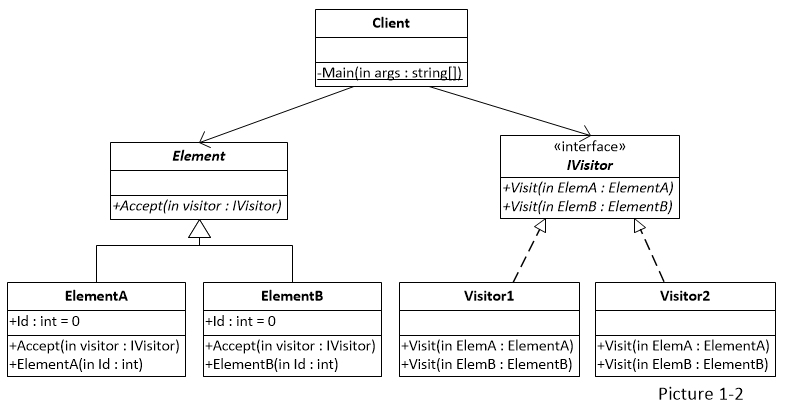 Client
-Main(in args : string[])
Element
+Accept(in visitor : IVisitor)
«interface»
IVisitor
+Visit(in ElemA : ElementA)
+Visit(in ElemB : ElementB)
ElementA
+Id : int = 0
+Accept(in visitor : IVisitor)
+ElementA(in Id : int)
ElementB
+Id : int = 0
+Accept(in visitor : IVisitor)
+ElementB(in Id : int)
Visitor1
+Visit(in ElemA : ElementA)
+Visit(in ElemB : ElementB)
Visitor2
+Visit(in ElemA : ElementA)
+Visit(in ElemB : ElementB)
Picture 1-2